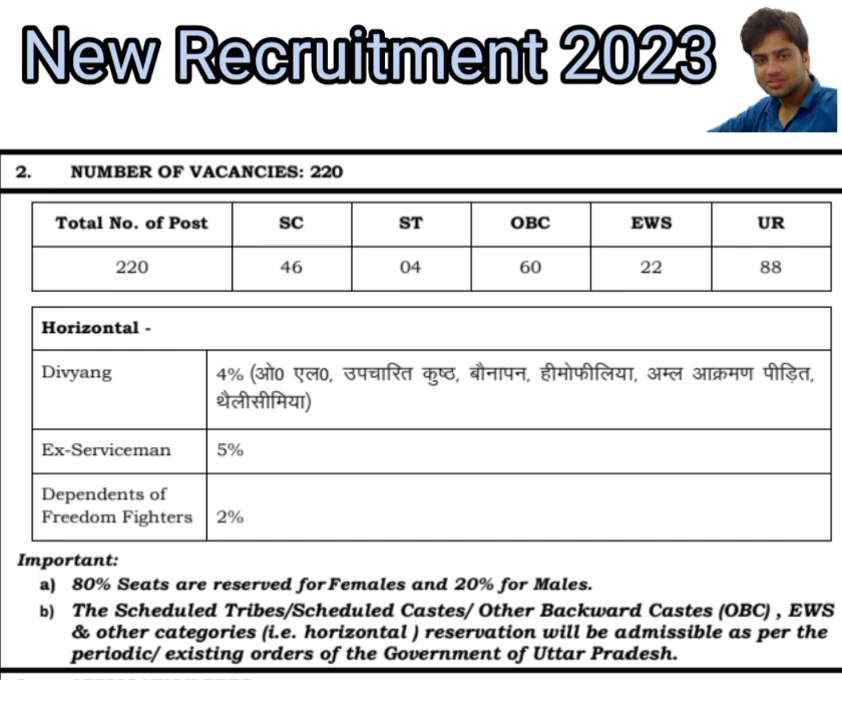 New Recruitment 2023
2. NUMBER OF VACANCIES: 220
Total No. of Post SC ST OBC EWS UR
220 46 04 60 22 88
Horizontal -
Divyang 4% (ओ0 एल0, उपचारित कुष्ठ, बौनापन, हीमोफीलिया, अम्ल आक्रमण पीड़ित,
थैलीसीमिया)
Ex-Serviceman 5%
Dependents of
Freedom Fighters 2%
Important:
a) 80% Seats are reserved for Females and 20% for Males.
b) The Scheduled Tribes/Scheduled Castes/ Other Backward Castes (OBC) , EWS
& other categories (i.e. horizontal ) reservation will be admissible as per the
periodic/ existing orders of the Government of Uttar Pradesh.